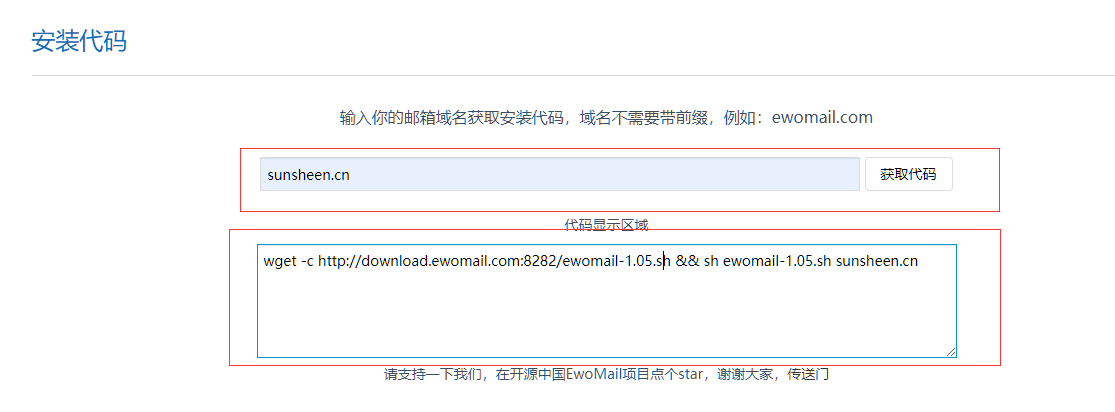 安装代码
输入你的邮箱域名获取安装代码，域名不需要带前缀，例如：ewomail.com
sunsheen.cn 获取代码
代码显示区域
wget -c http://download.ewomail.com:8282/ewomail-1.05.sh && sh ewomail-1.05.sh sunsheen.cn
请支持一下我们，在开源中国EwoMail项目点个star，谢谢大家，传送门